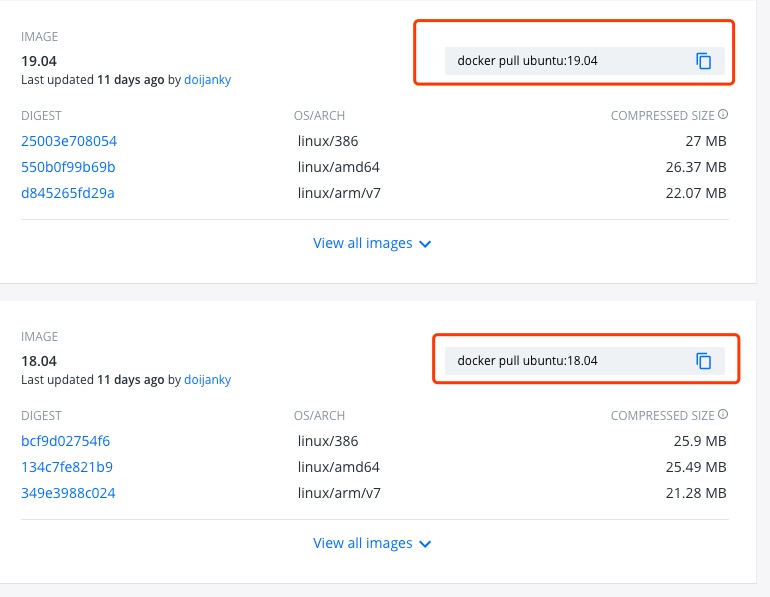 IMAGE
19.04
Last updated 11 days ago by doijanky
docker pull ubuntu:19.04
DIGEST OS/ARCH COMPRESSED SIZE
25003e708054 linux/386 27 MB
550b0f99b69b linux/amd64 26.37 MB
d845265fd29a linux/arm/v7 22.07 MB
View all images
IMAGE
18.04
Last updated 11 days ago by doijanky
docker pull ubuntu:18.04
DIGEST OS/ARCH COMPRESSED SIZE
bcf9d02754f6 linux/386 25.9 MB
134c7fe821b9 linux/amd64 25.49 MB
349e3988c024 linux/arm/v7 21.28 MB
View all images